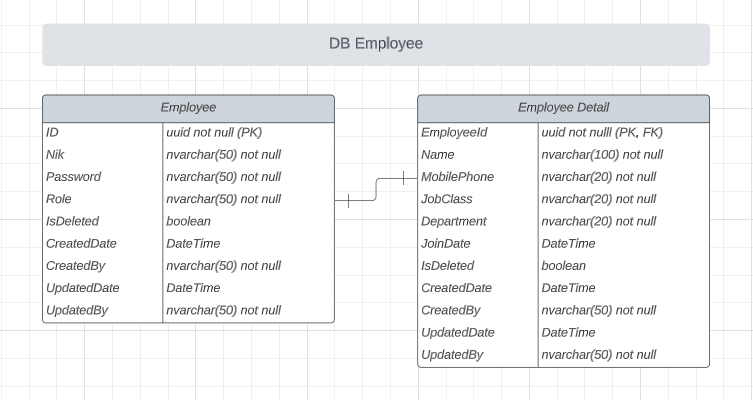 DB Employee
Employee
ID uuid not null (PK)
Nik nvarchar(50) not null
Password nvarchar(50) not null
Role nvarchar(50) not null
IsDeleted boolean
CreatedDate DateTime
CreatedBy nvarchar(50) not null
UpdatedDate DateTime
UpdatedBy nvarchar(50) not null
Employee Detail
EmployeeId uuid not nulll (PK, FK)
Name nvarchar(100) not null
MobilePhone nvarchar(20) not null
JobClass nvarchar(20) not null
Department nvarchar(20) not null
JoinDate DateTime
IsDeleted boolean
CreatedDate DateTime
CreatedBy nvarchar(50) not null
UpdatedDate DateTime
UpdatedBy nvarchar(50) not null